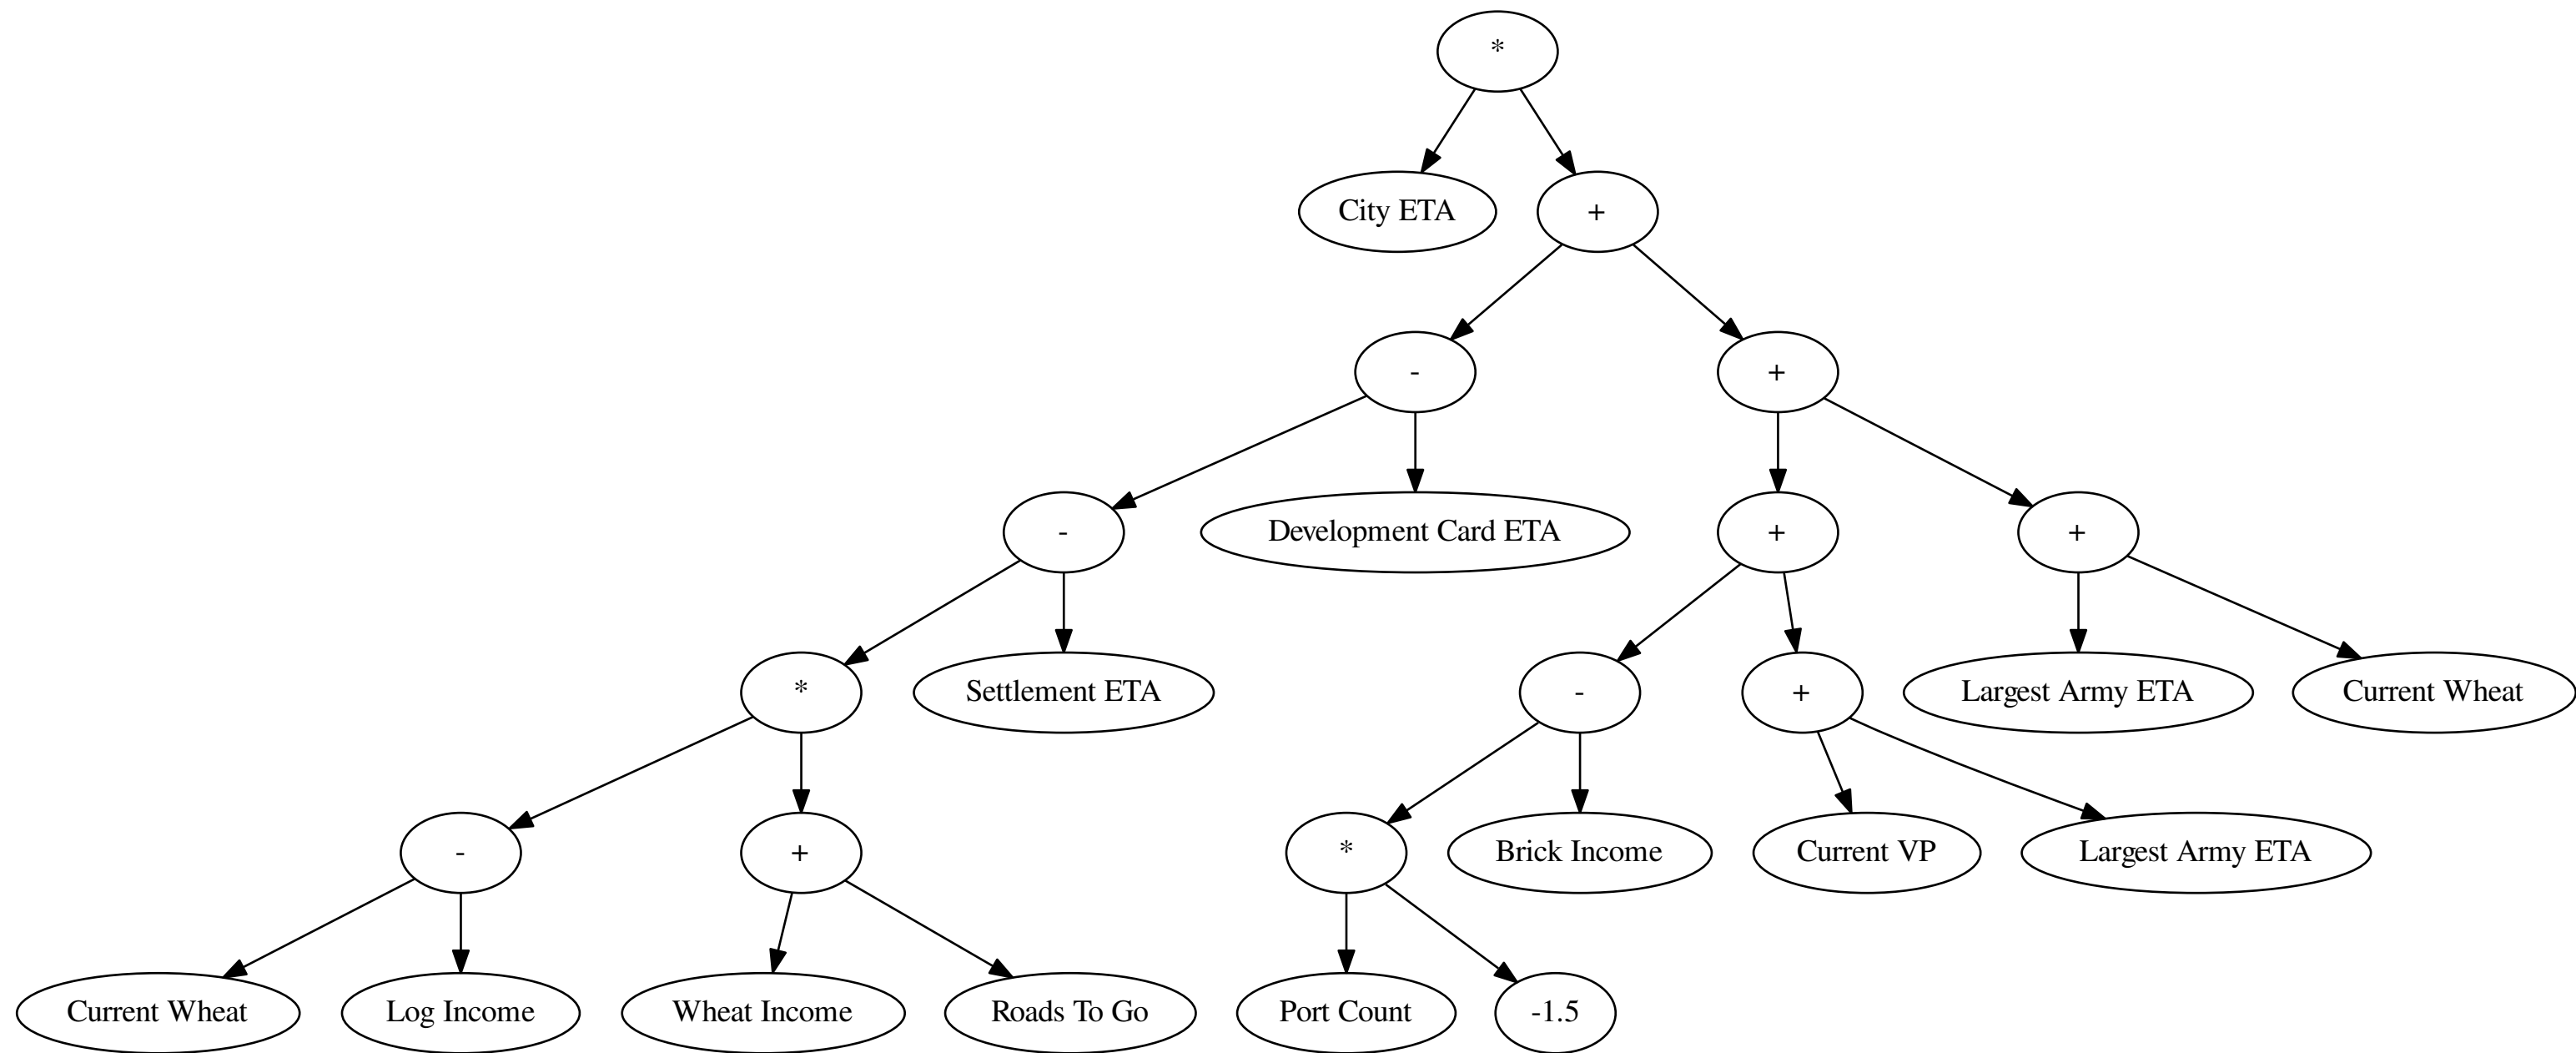 *
City ETA
+
-
+
-
Development Card ETA
+
+
*
Settlement ETA
-
+
Largest Army ETA
Current Wheat
-
+
*
Brick Income
Current VP
Largest Army ETA
Current Wheat
Log Income
Wheat Income
Roads To Go
Port Count
-1.5